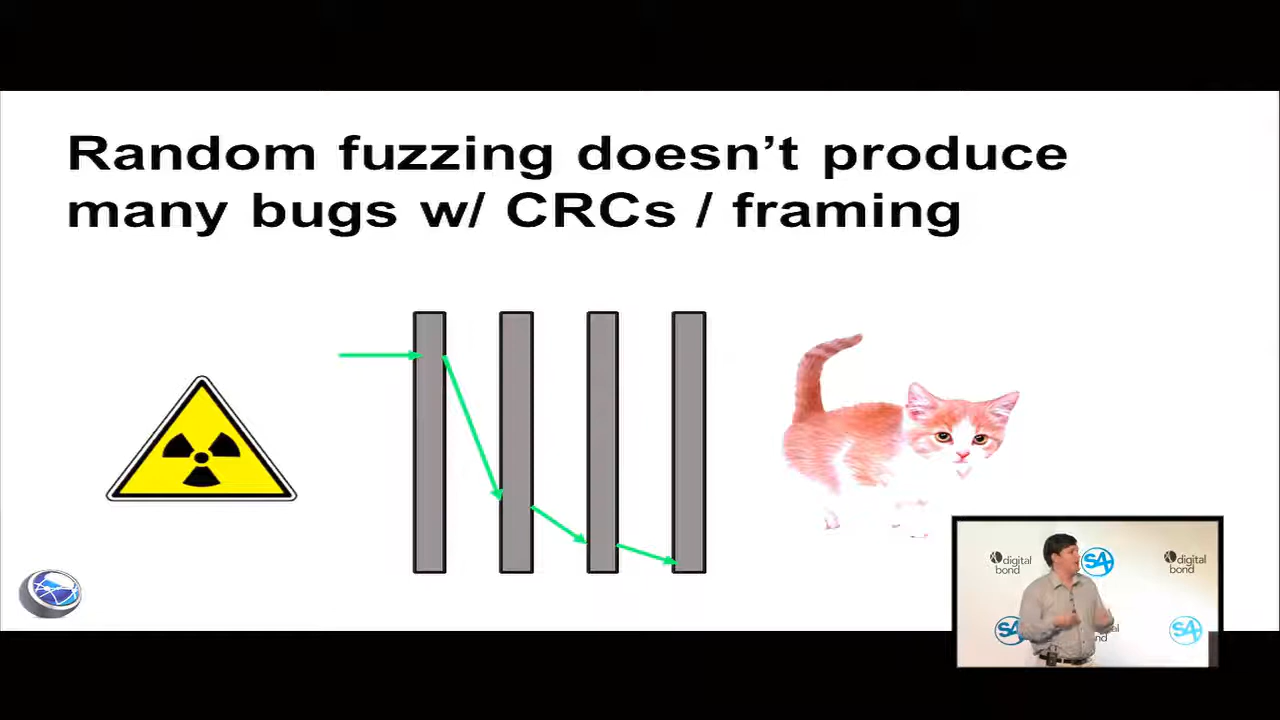 Random fuzzing doesn’t produce
many bugs w/ CRCs / framing
digital
bond
S4
digital
bond
S4
S4